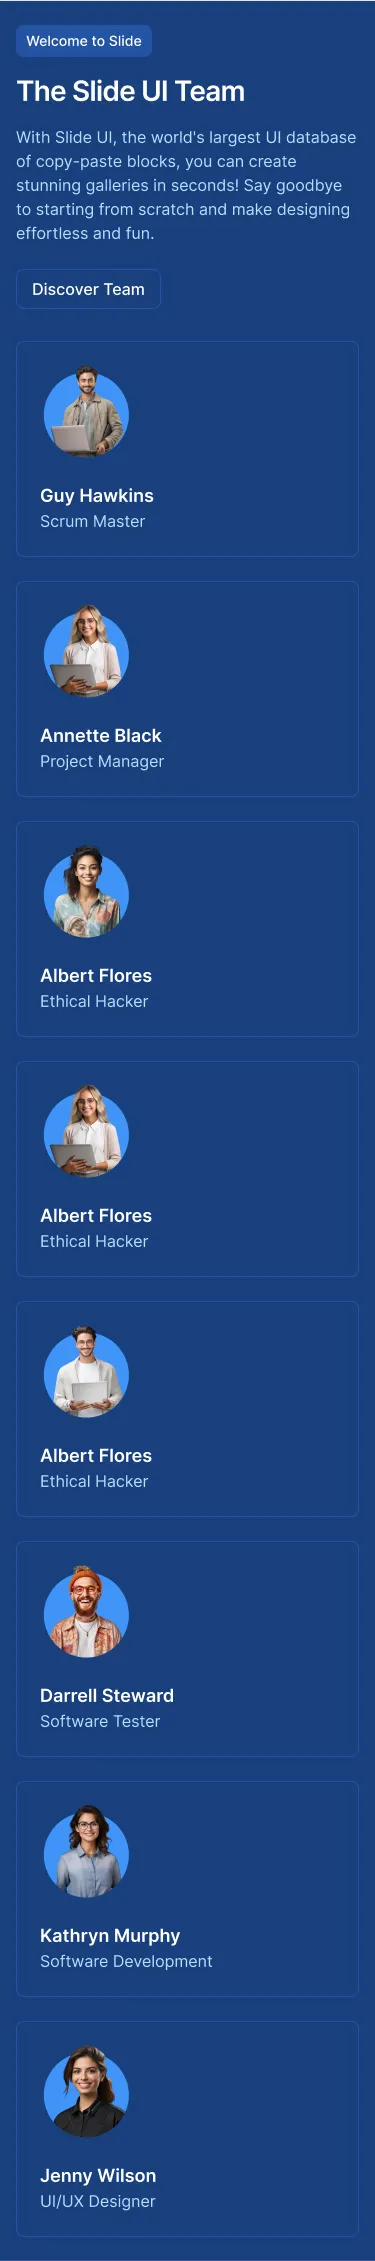 Welcome to Slide
The Slide UI Team
With Slide UI, the world's largest UI database
of copy-paste blocks, you can create
stunning galleries in seconds! Say goodbye
to starting from scratch and make designing
effortless and fun.
Discover Team
Guy Hawkins
Scrum Master
Annette Black
Project Manager
Albert Flores
Ethical Hacker
Albert Flores
Ethical Hacker
Albert Flores
Ethical Hacker
Darrell Steward
Software Tester
Kathryn Murphy
Software Development
Jenny Wilson
UI/UX Designer